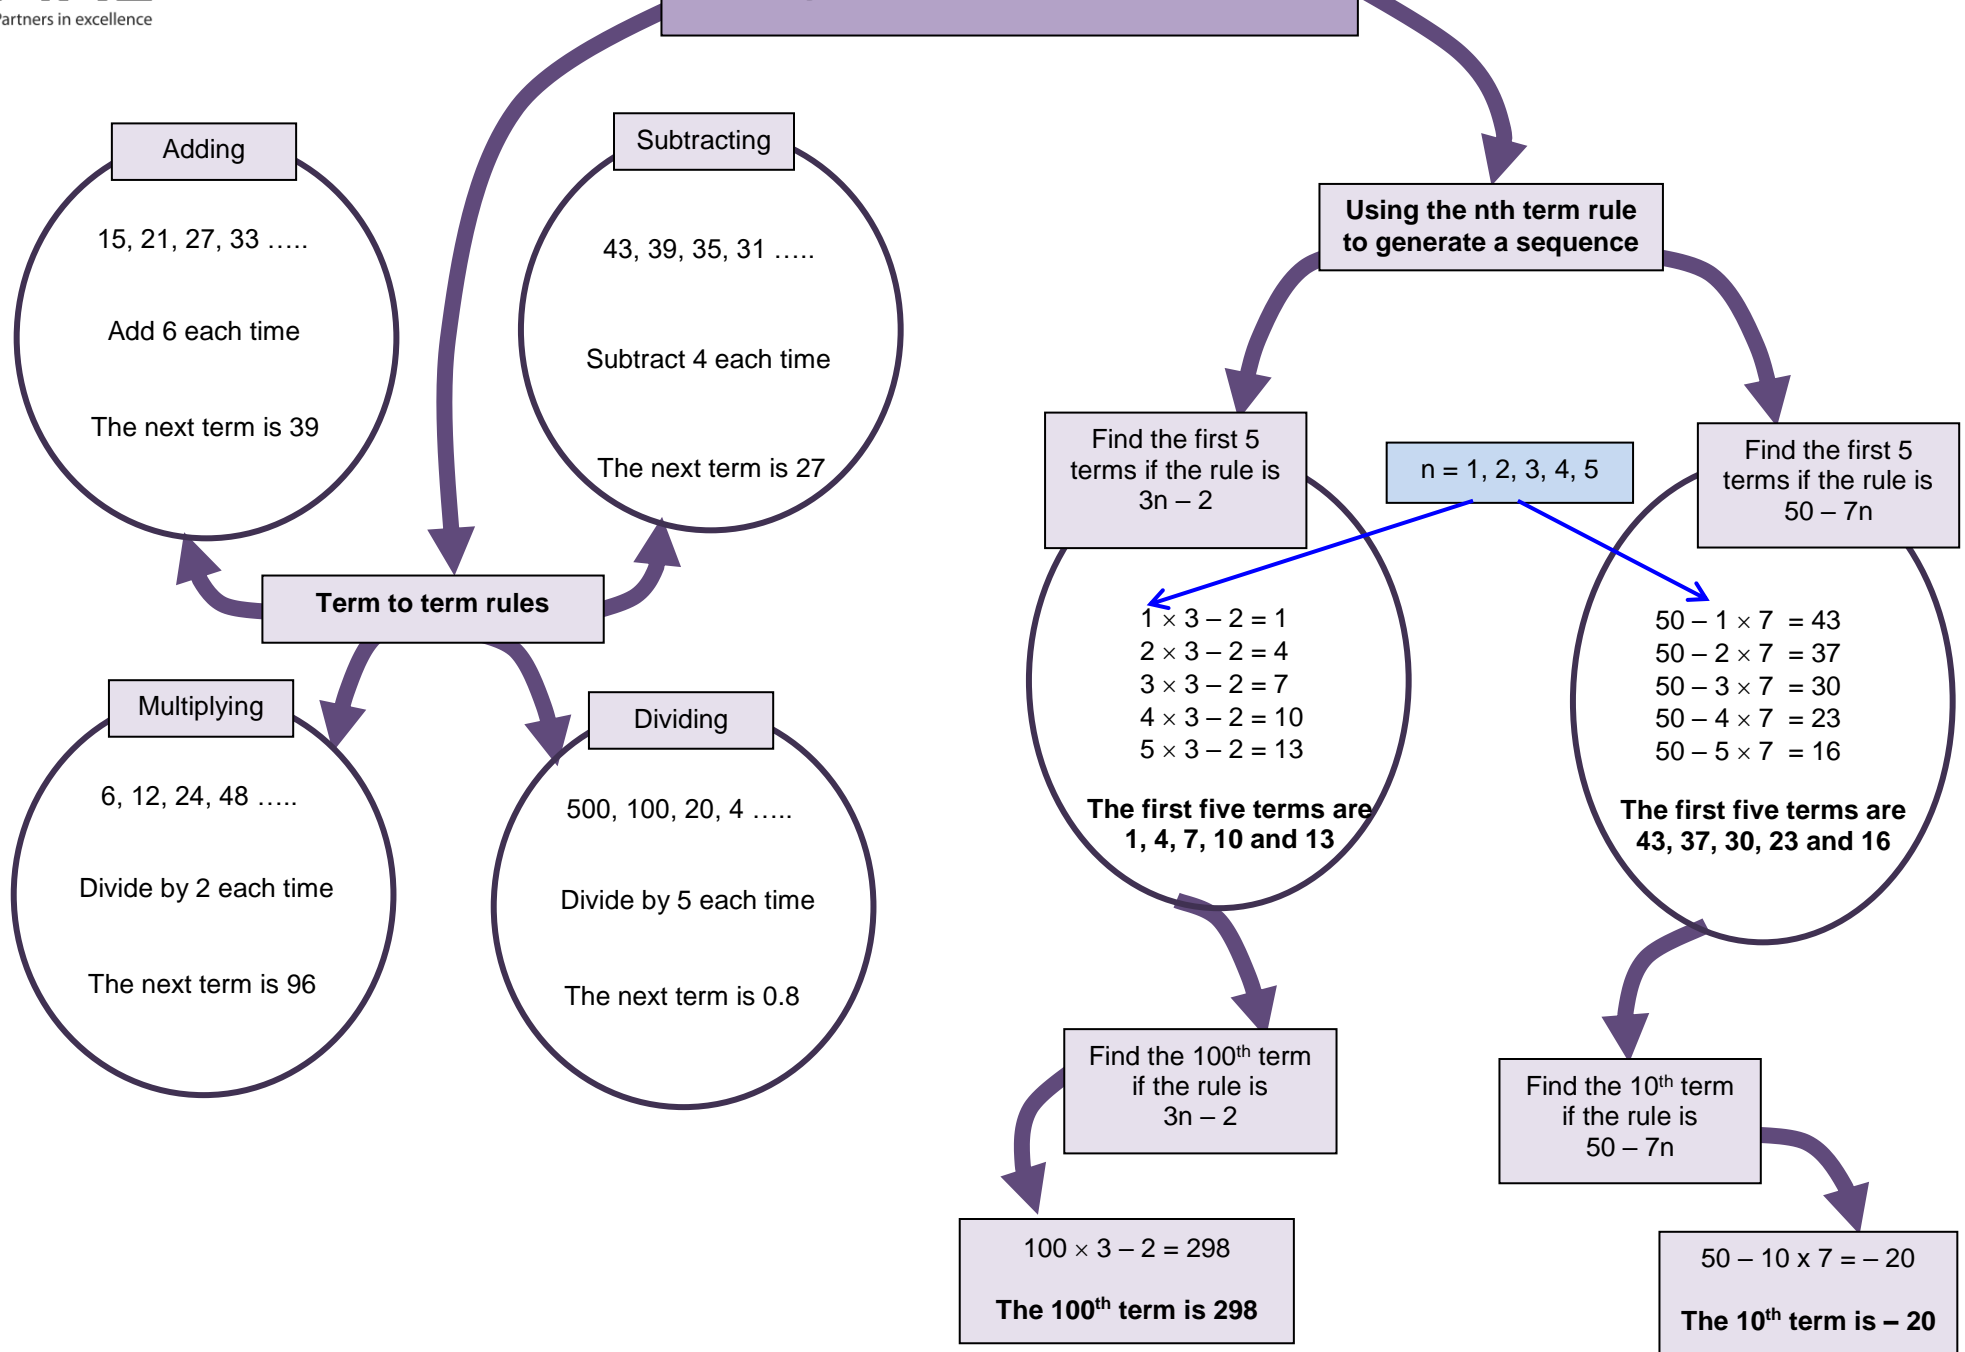 Partners in excellence
Adding
15, 21, 27, 33 …..
Add 6 each time
The next term is 39
Subtracting
43, 39, 35, 31 …..
Subtract 4 each time
The next term is 27
Term to term rules
Multiplying
6, 12, 24, 48 …..
Divide by 2 each time
The next term is 96
Dividing
500, 100, 20, 4 …..
Divide by 5 each time
The next term is 0.8
Using the nth term rule
to generate a sequence
Find the first 5
terms if the rule is
3n – 2
n = 1, 2, 3, 4, 5
Find the first 5
terms if the rule is
50 – 7n
1 × 3 – 2 = 1
2 × 3 – 2 = 4
3 × 3 – 2 = 7
4 × 3 – 2 = 10
5 × 3 – 2 = 13
The first five terms are
1, 4, 7, 10 and 13
50 – 1 × 7 = 43
50 – 2 × 7 = 37
50 – 3 × 7 = 30
50 – 4 × 7 = 23
50 – 5 × 7 = 16
The first five terms are
43, 37, 30, 23 and 16
Find the 100th term
if the rule is
3n – 2
100 × 3 – 2 = 298
The 100th term is 298
Find the 10th term
if the rule is
50 – 7n
50 – 10 x 7 = – 20
The 10th term is – 20